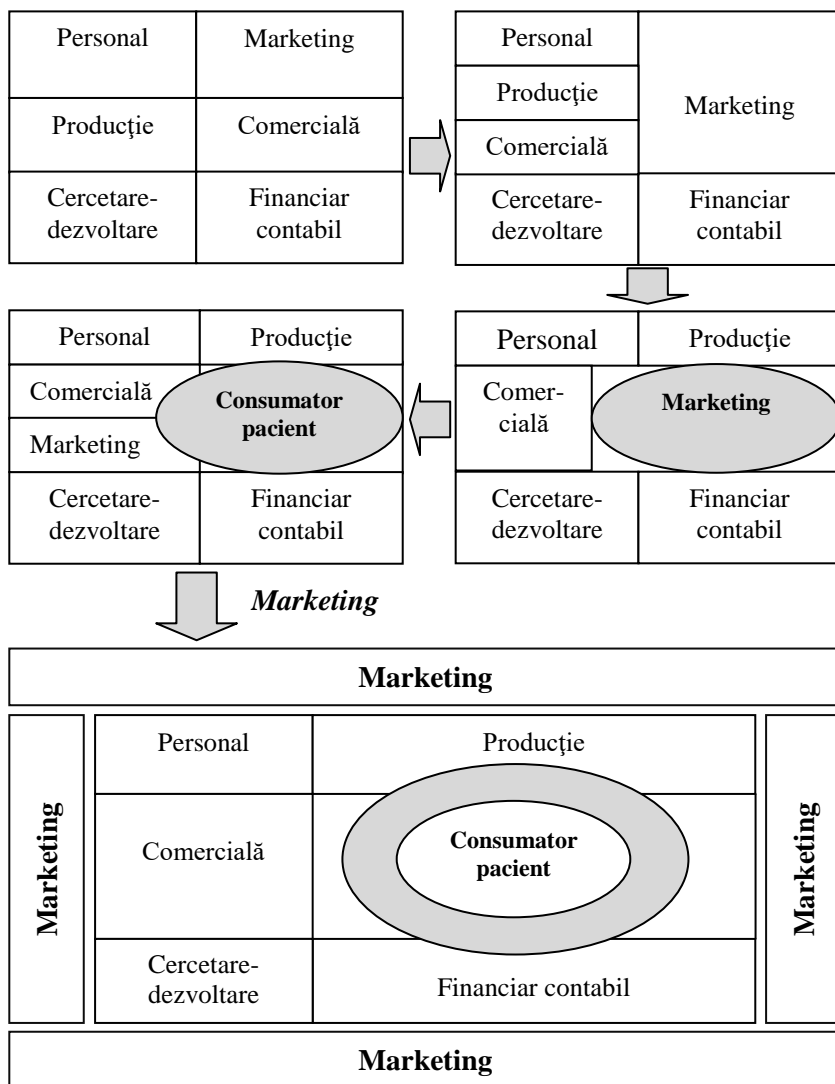 Personal
Marketing
Producţie
Comercială
Cercetare-
dezvoltare
Financiar
contabil
Personal
Producţie
Comercială
Marketing
Cercetare-
dezvoltare
Financiar
contabil
Personal
Producţie
Comercială
Marketing
Consumator
pacient
Cercetare-
dezvoltare
Financiar
contabil
Personal
Producţie
Comer-
cială
Marketing
Cercetare-
dezvoltare
Financiar
contabil
Marketing
Marketing
Marketing
Personal
Producţie
Comercială
Consumator
pacient
Cercetare-
dezvoltare
Financiar contabil
Marketing
Marketing